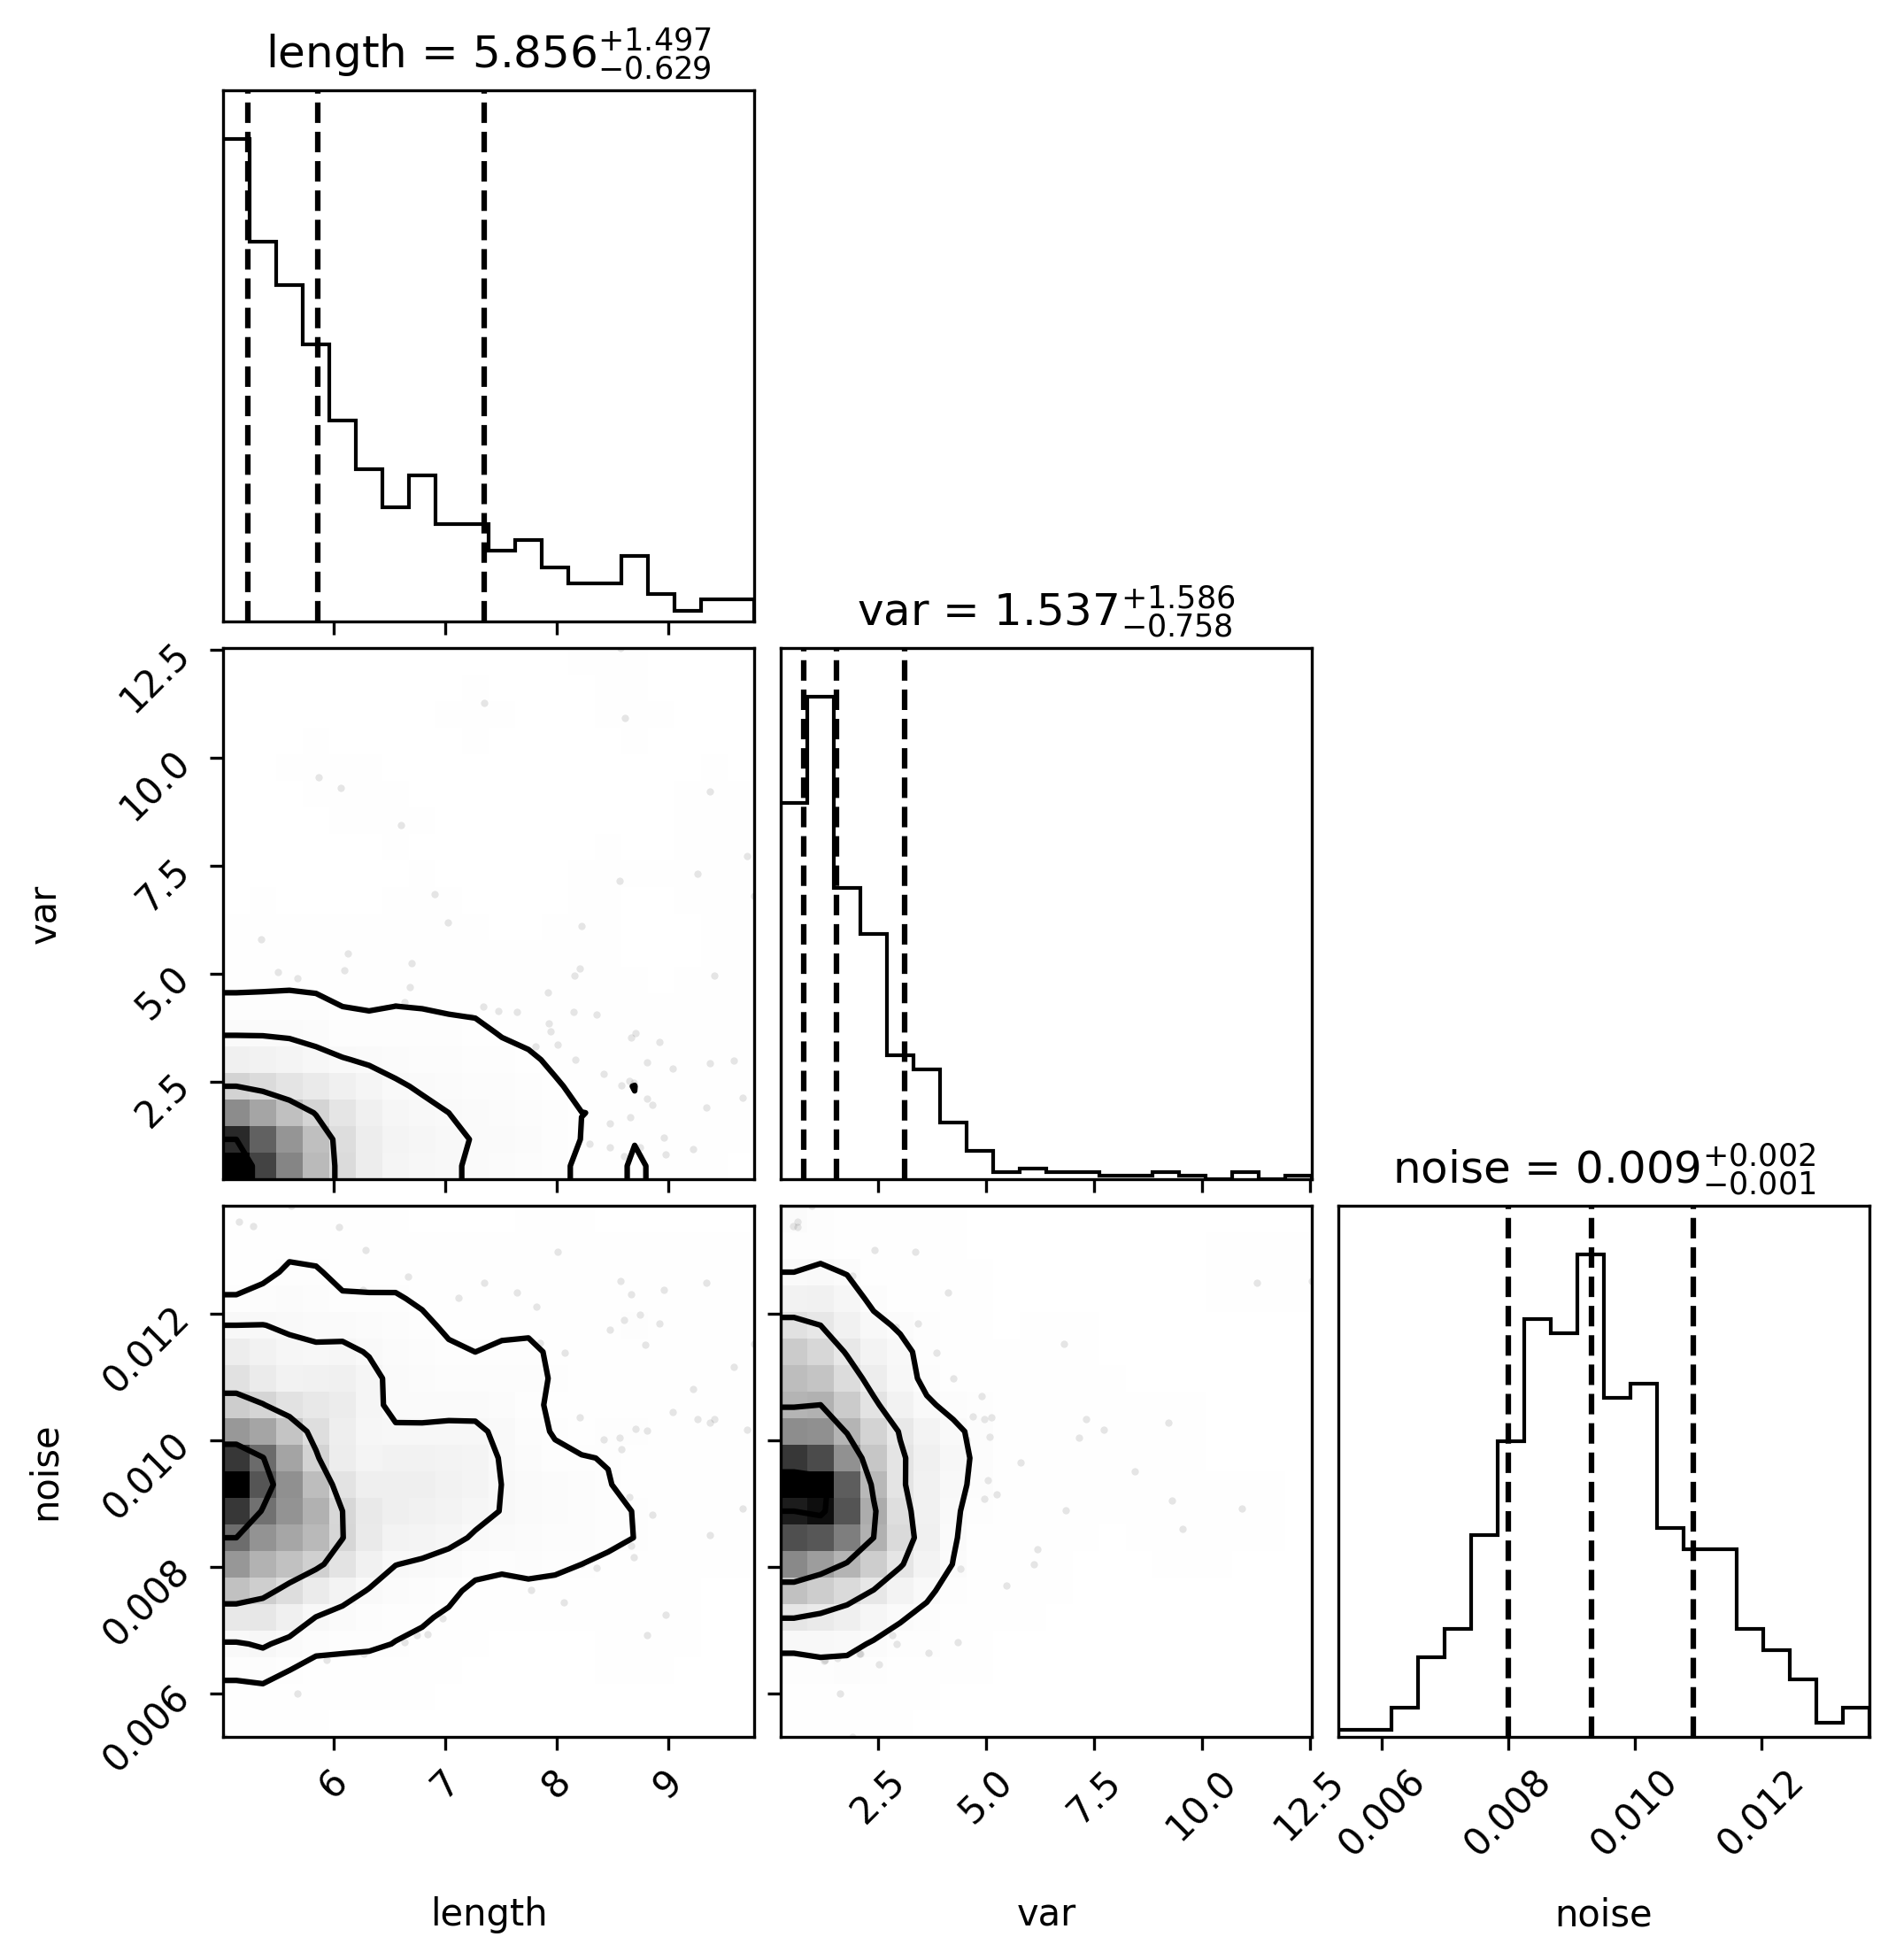 length = 5.856 +1.497 −0.629
var = 1.537 +1.586 −0.758
12.5
10.0
7.5
5.0
2.5
var
noise = 0.009 +0.002 −0.001
0.012
0.010
0.008
0.006
noise
6 7 8 9
2.5 5.0 7.5 10.0 12.5
0.006 0.008 0.010 0.012
length
var
noise